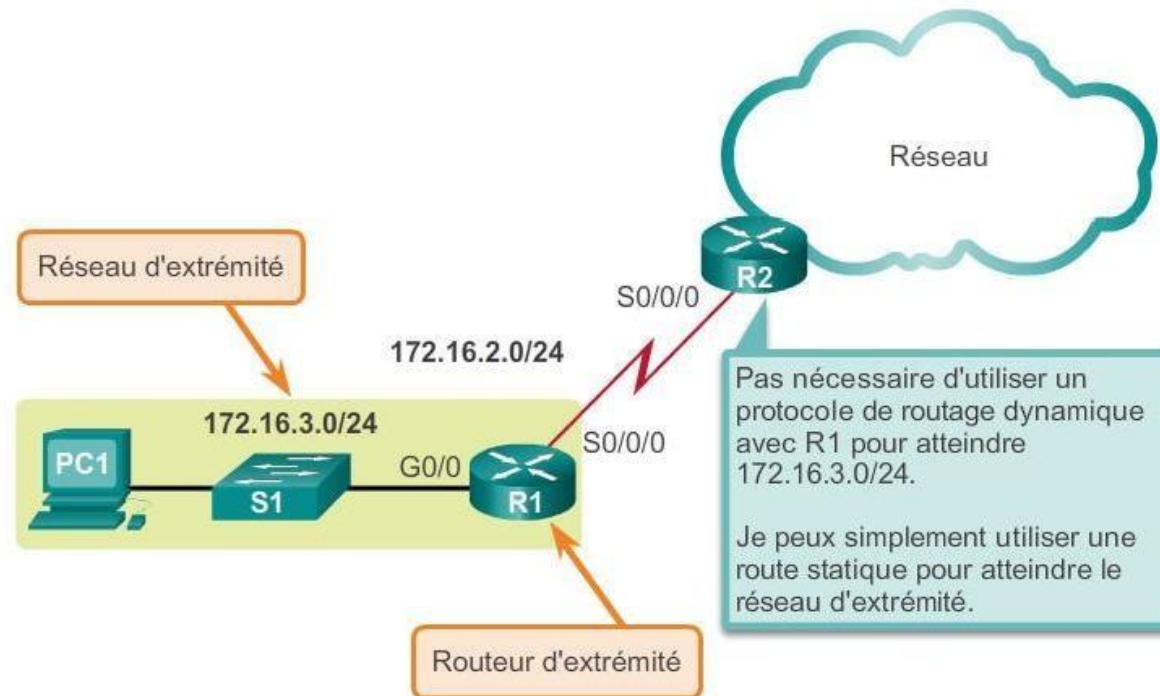 Réseau
Réseau d'extrémité
R2
S0/0/0
172.16.2.0/24
Pas nécessaire d'utiliser un
protocole de routage dynamique
avec R1 pour atteindre
172.16.3.0/24.
Je peux simplement utiliser une
route statique pour atteindre le
réseau d'extrémité.
172.16.3.0/24
S0/0/0
PC1
G0/0
S1
R1
Routeur d'extrémité